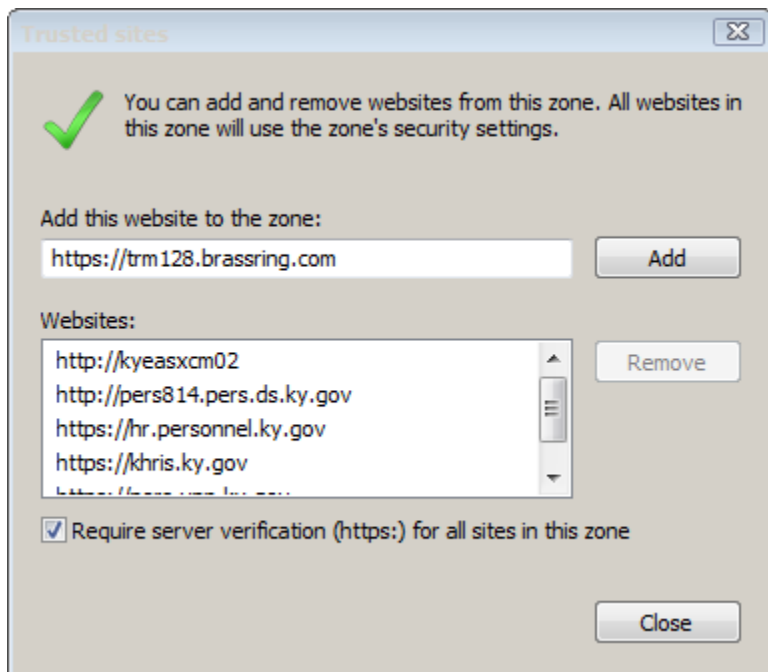 Trusted sites
You can add and remove websites from this zone. All websites in
this zone will use the zone's security settings.
Add this website to the zone:
https://trm128.brassring.com
Add
Websites:
http://kyeasxcm02
http://pers814.pers.ds.ky.gov
https://hr.personnel.ky.gov
https://khris.ky.gov
Remove
Require server verification (https:) for all sites in this zone
Close